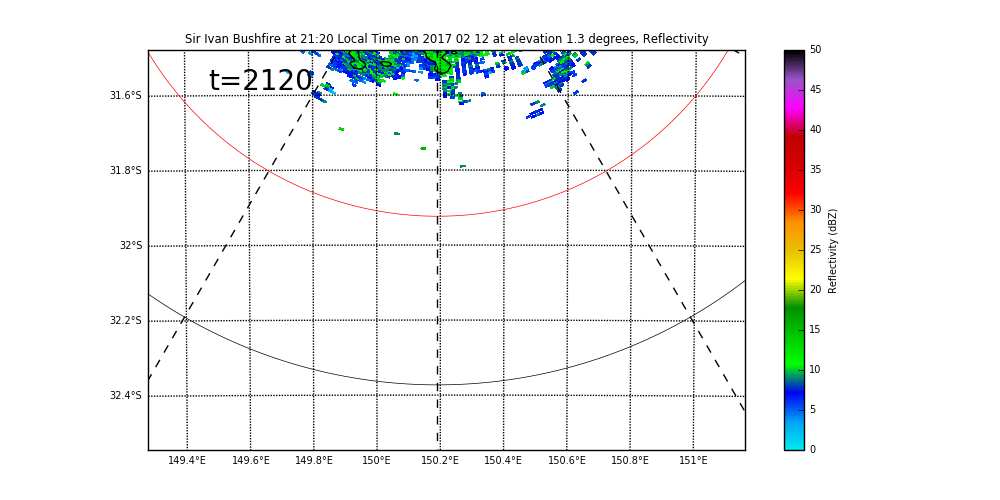 Sir Ivan Bushfire at 21:20 Local Time on 2017 02 12 at elevation 1.3 degrees, Reflectivity
t=2120
31.6°S
31.8°S
32°S
32.2°S
32.4°S
149.4°E 149.6°E 149.8°E 150°E 150.2°E 150.4°E 150.6°E 150.8°E 151°E
50
45
40
35
30
25
20
15
10
5
0
Reflectivity (dBZ)